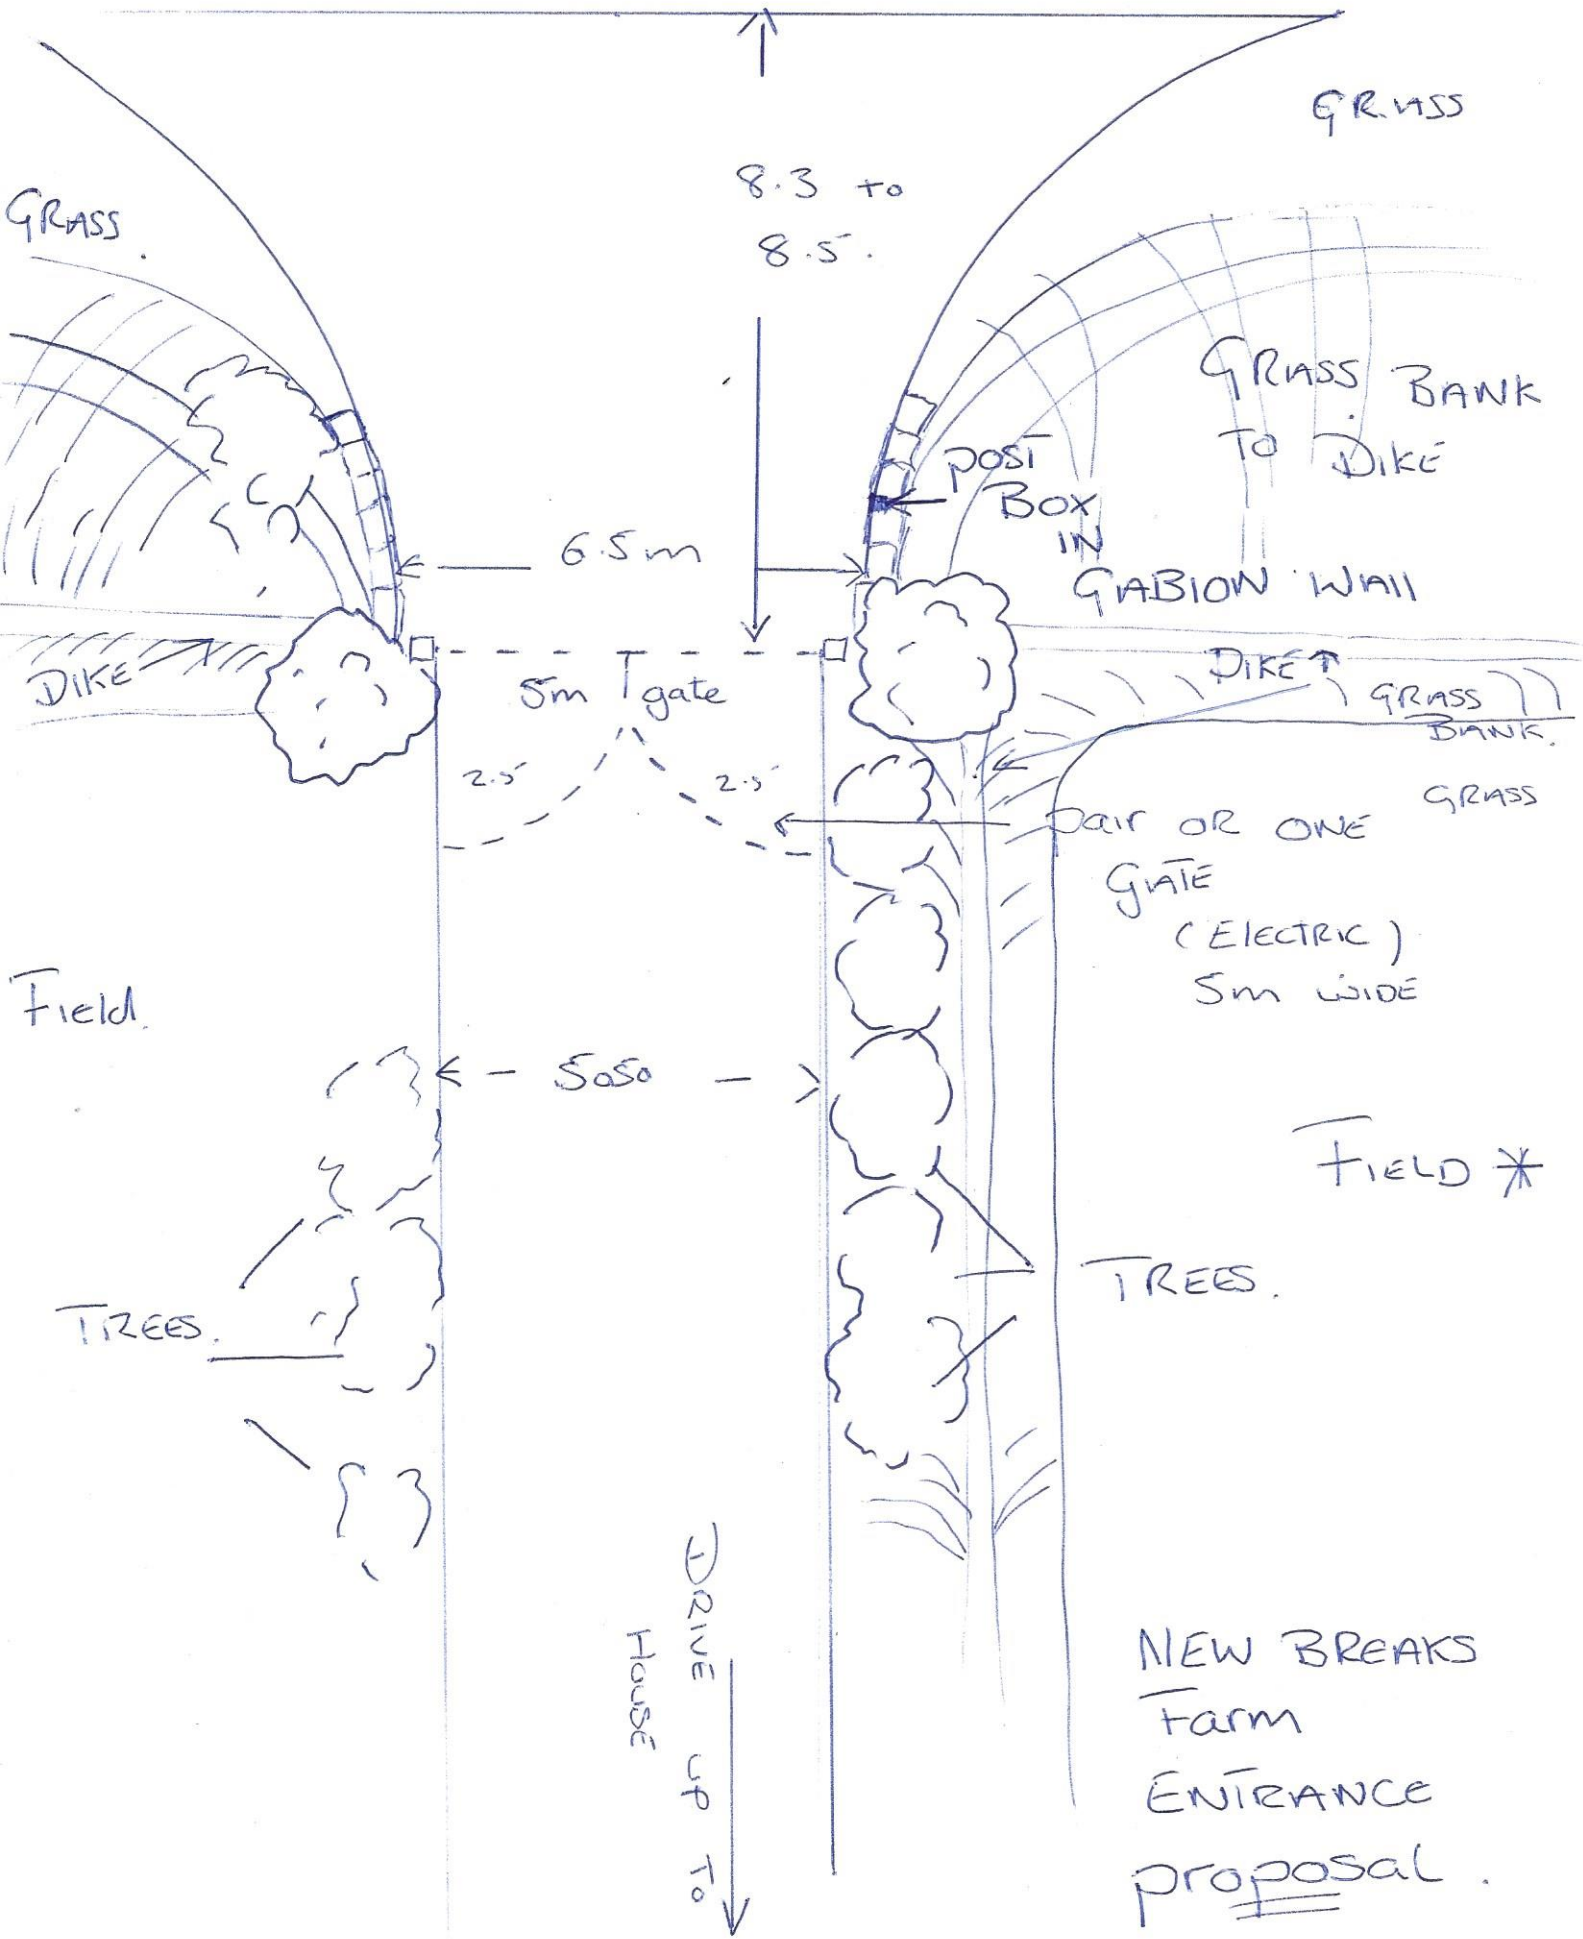 GRASS
GRASS.
8.3 to
8.5.
GRASS BANK
TO DIKE
POST
BOX
IN
GABION WALL
6.5m
DIKE
5m gate
DIKE
GRASS
BANK.
2.5
2.5
GRASS
pair OR ONE
GATE
(ELECTRIC)
5m WIDE
Field.
5050
FIELD *
TREES.
TREES.
DRIVE UP TO
HOUSE
NEW BREAKS
Farm
ENTRANCE
proposal.